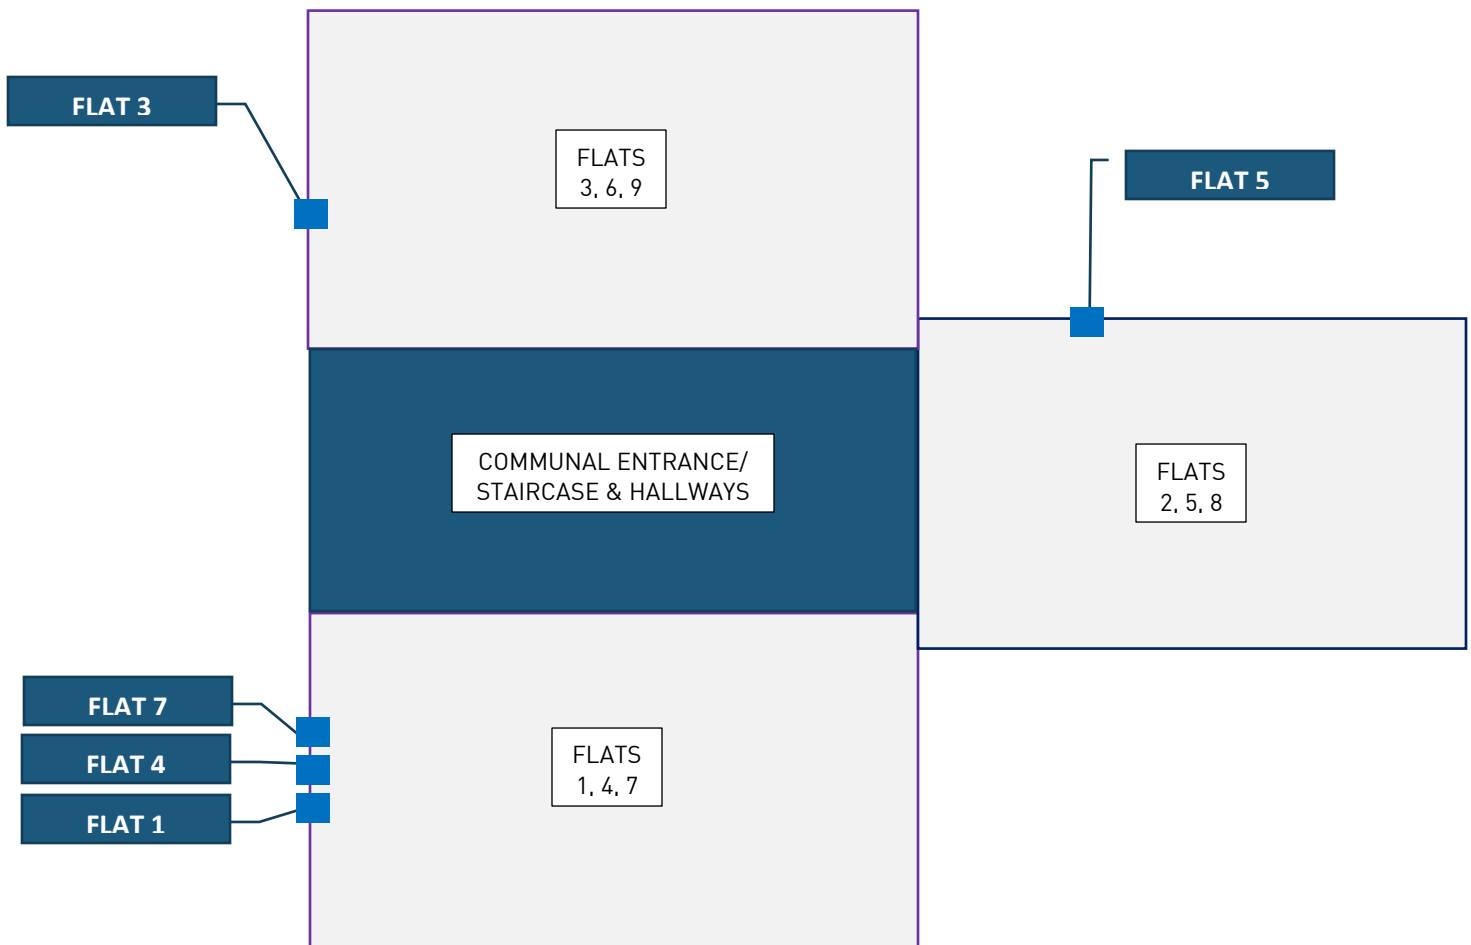 FLAT 3
FLATS
3, 6, 9
FLAT 5
COMMUNAL ENTRANCE/
STAIRCASE & HALLWAYS
FLATS
2, 5, 8
FLAT 7
FLAT 4
FLAT 1
FLATS
1, 4, 7